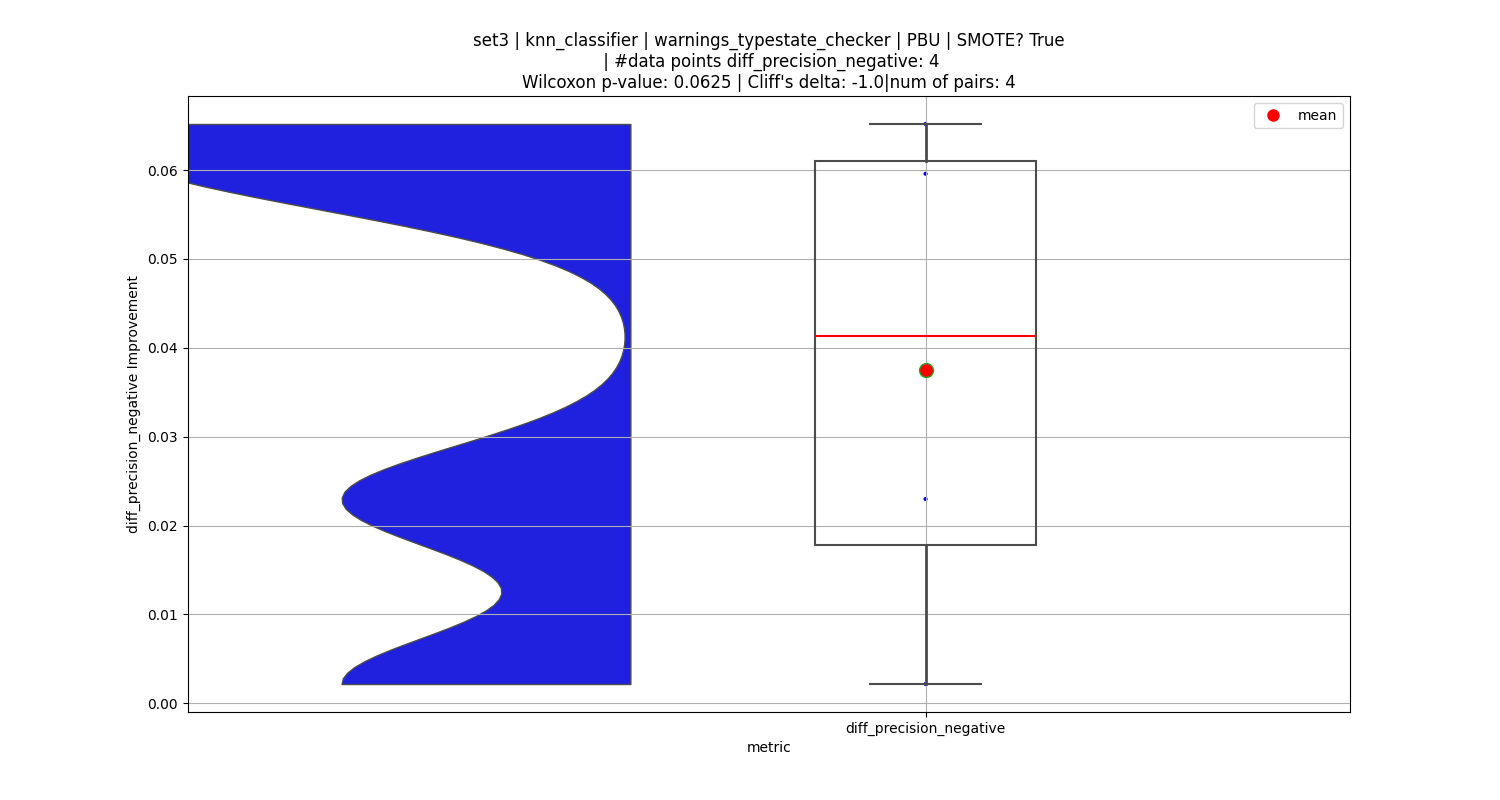 set3 | knn_classifier | warnings_typestate_checker | PBU | SMOTE? True
| #data points diff_precision_negative: 4
Wilcoxon p-value: 0.0625 | Cliff's delta: -1.0|num of pairs: 4
mean
0.06
0.05
0.04
0.03
0.02
0.01
0.00
diff_precision_negative Improvement
diff_precision_negative
metric